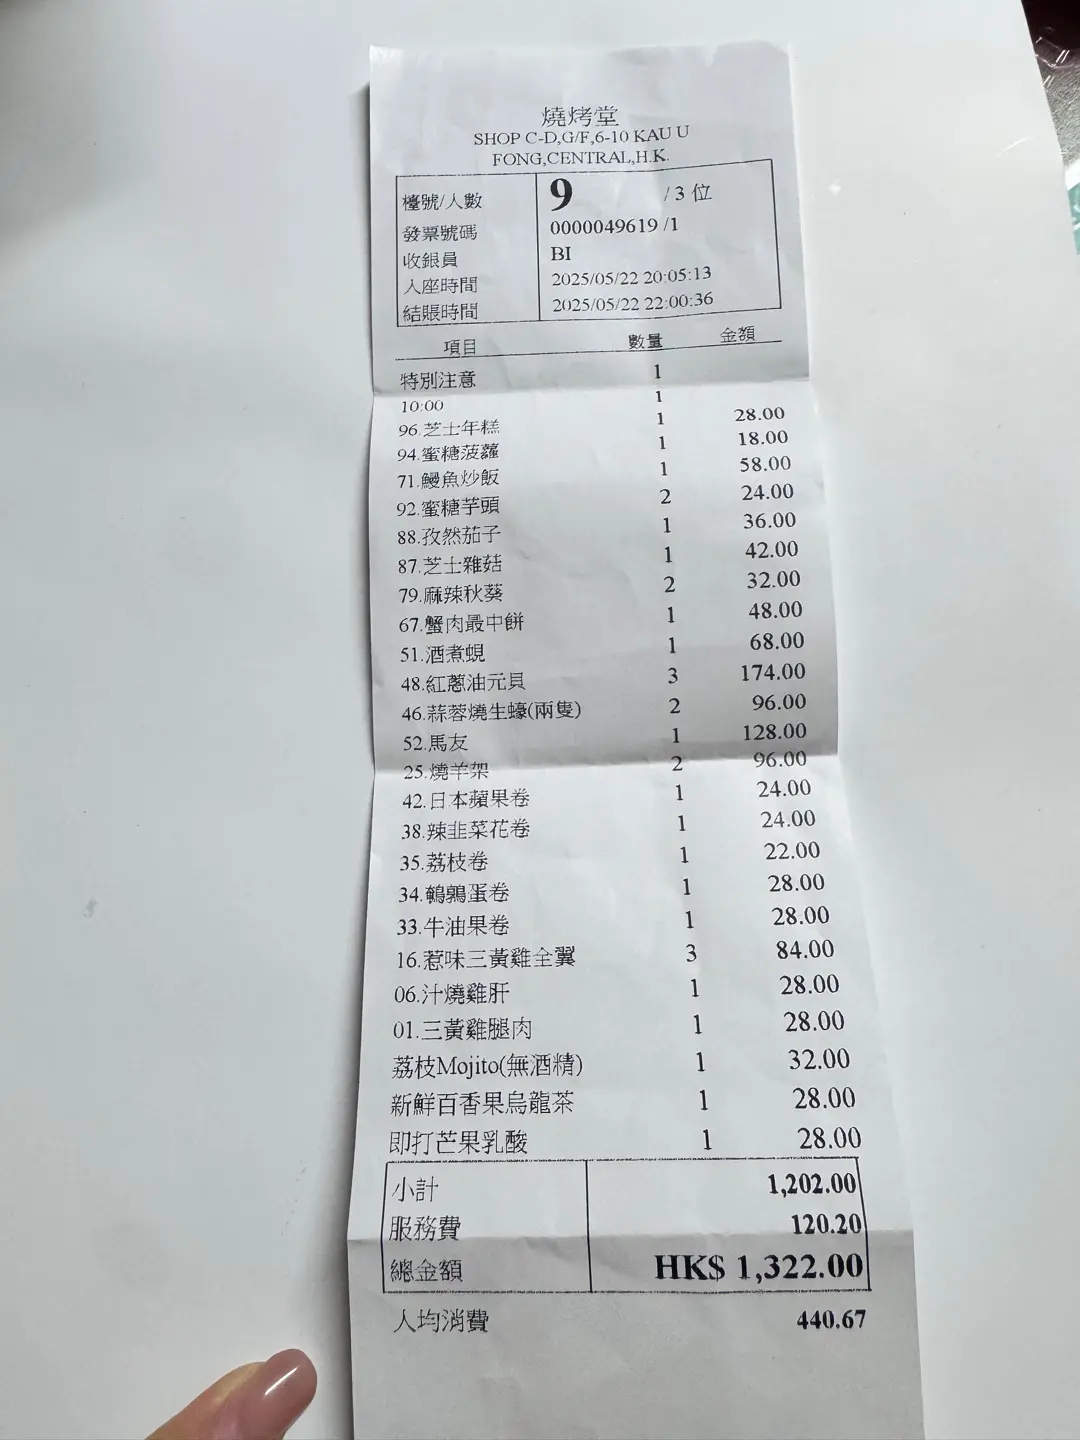 燒烤堂
SHOP C-D,G/F,6-10 KAU U
FONG,CENTRAL,H.K.
檯號/人數 9 /3 位
發票號碼 0000049619 /1
收銀員 BI
入座時間 2025/05/22 20:05:13
結賬時間 2025/05/22 22:00:36
項目 數量 金額
特別注意 1
10:00 1
96.芝士年糕 1 28.00
94.蜜糖菠蘿 1 18.00
71.鰻魚炒飯 1 58.00
92.蜜糖芋頭 2 24.00
88.孜然茄子 1 36.00
87.芝士雜菇 1 42.00
79.麻辣秋葵 2 32.00
67.蟹肉最中餅 1 48.00
51.酒煮蜆 1 68.00
48.紅蔥油元貝 3 174.00
46.蒜蓉燒生蠔(兩隻) 2 96.00
52.馬友 1 128.00
25.燒羊架 2 96.00
42.日本蘋果卷 1 24.00
38.辣韭菜花卷 1 24.00
35.荔枝卷 1 22.00
34.鵪鶉蛋卷 1 28.00
33.牛油果卷 1 28.00
16.惹味三黃雞全翼 3 84.00
06.汁燒雞肝 1 28.00
01.三黃雞腿肉 1 28.00
荔枝Mojito(無酒精) 1 32.00
新鮮百香果烏龍茶 1 28.00
即打芒果乳酸 1 28.00
小計 1,202.00
服務費 120.20
總金額 HK$ 1,322.00
人均消費 440.67